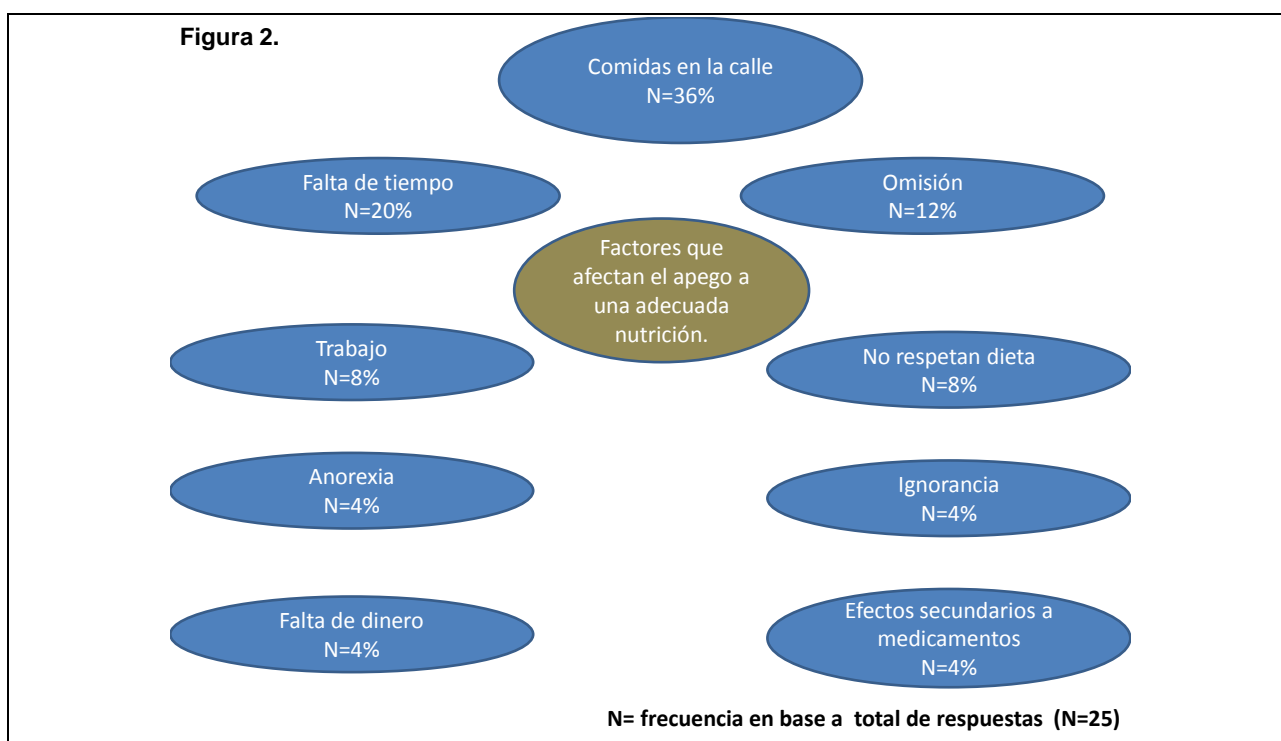 Figura 2.
Comidas en la calle
N=36%
Falta de tiempo
N=20%
Omisión
N=12%
Factores que
afectan el apego a
una adecuada
nutrición.
Trabajo
N=8%
No respetan dieta
N=8%
Anorexia
N=4%
Ignorancia
N=4%
Falta de dinero
N=4%
Efectos secundarios a
medicamentos
N=4%
N= frecuencia en base a total de respuestas (N=25)